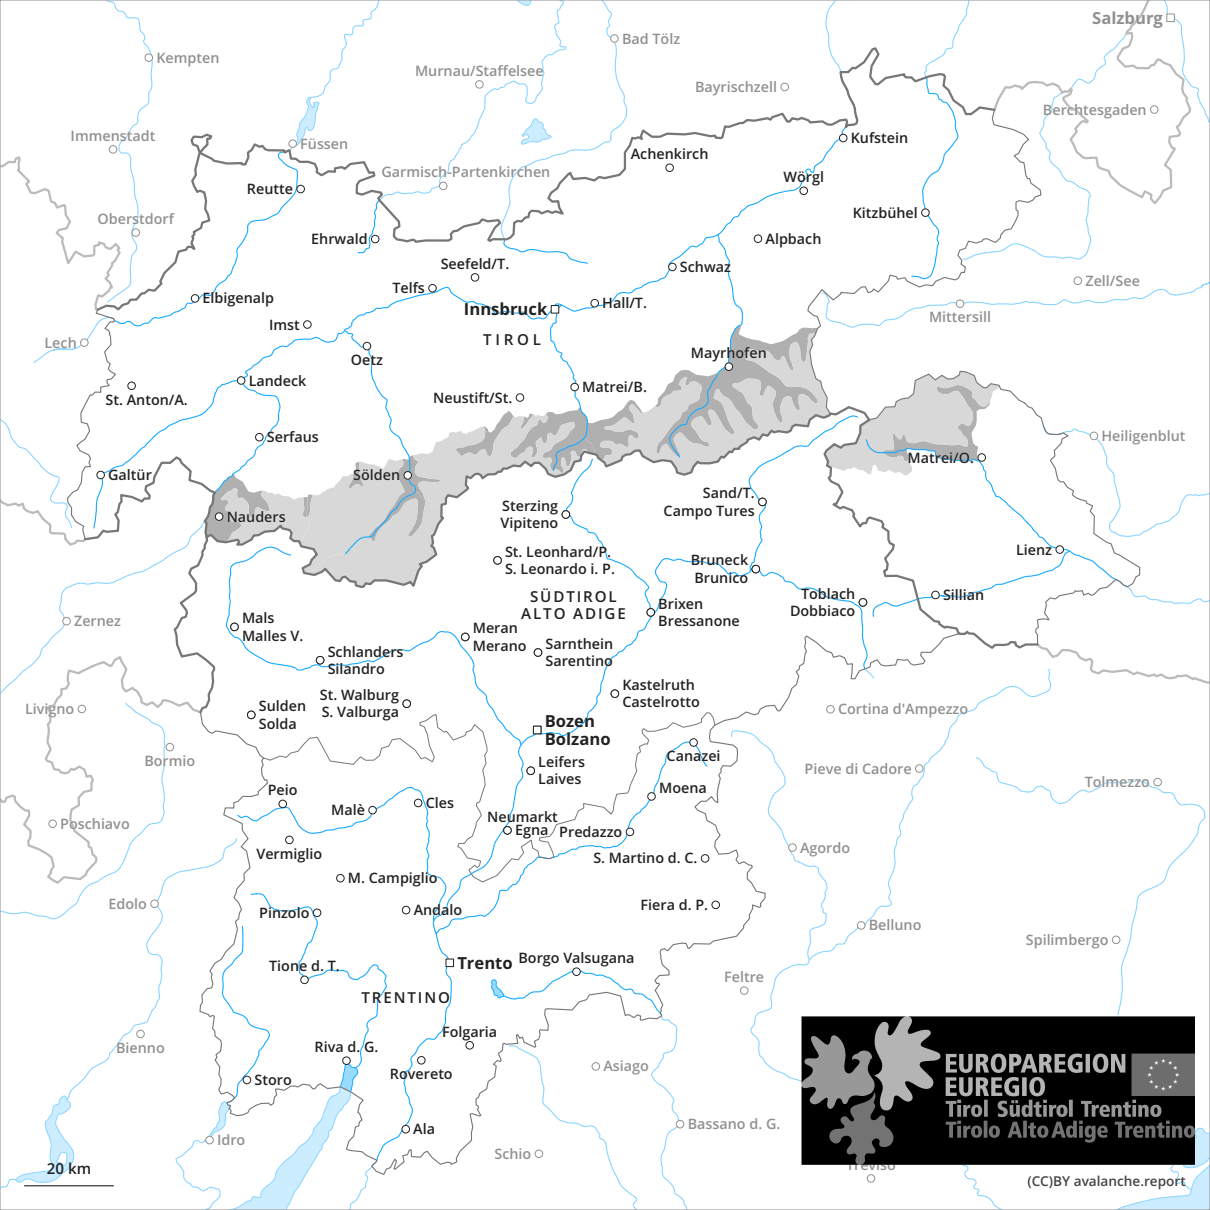 Salzburg
Bad Tölz
Kempten
Murnau/Staffelsee
Bayrischzell
Berchtesgaden
Immenstadt
Füssen
Kufstein
Achenkirch
Garmisch-Partenkirchen
Wörgl
Reutte
Oberstdorf
Kitzbühel
Ehrwald
Alpbach
Seefeld/T.
Schwaz
Zell/See
Telfs
Elbigenalp
Innsbruck
Hall/T.
Mittersill
Imst
TIROL
Lech
Oetz
Mayrhofen
Landeck
Matrei/B.
St. Anton/A.
Neustift/St.
Serfaus
Heiligenblut
Matrei/O.
Galtür
Sölden
Sand/T.
Campo Tures
Sterzing
Vipiteno
Nauders
Lienz
St. Leonhard/P.
S. Leonardo i. P.
Bruneck
Brunico
SÜDTIROL
ALTO ADIGE
Toblach
Dobbiaco
Sillian
Brixen
Bressanone
Zernez
Mals
Malles V.
Meran
Merano
Sarnthein
Sarentino
Schlanders
Silandro
St. Walburg
S. Valburga
Kastelruth
Castelrotto
Livigno
Sulden
Solda
Cortina d'Ampezzo
Bozen
Bolzano
Bormio
Canazei
Leifers
Laives
Pieve di Cadore
Tolmezzo
Peio
Moena
Malè
Cles
Neumarkt
Egna
Predazzo
Poschiavo
Vermiglio
S. Martino d. C.
Agordo
M. Campiglio
Edolo
Pinzolo
Andalo
Fiera d. P.
Belluno
Spilimbergo
Tione d. T.
Trento
Borgo Valsugana
Feltre
TRENTINO
Folgaria
Bienno
Riva d. G.
Rovereto
Asiago
Storo
EUROPAREGION
EUREGIO
Tirol Südtirol Trentino
Tirolo Alto Adige Trentino
Ala
Idro
Bassano d. G.
Schio
Treviso
20 km
(CC)BY avalanche.report